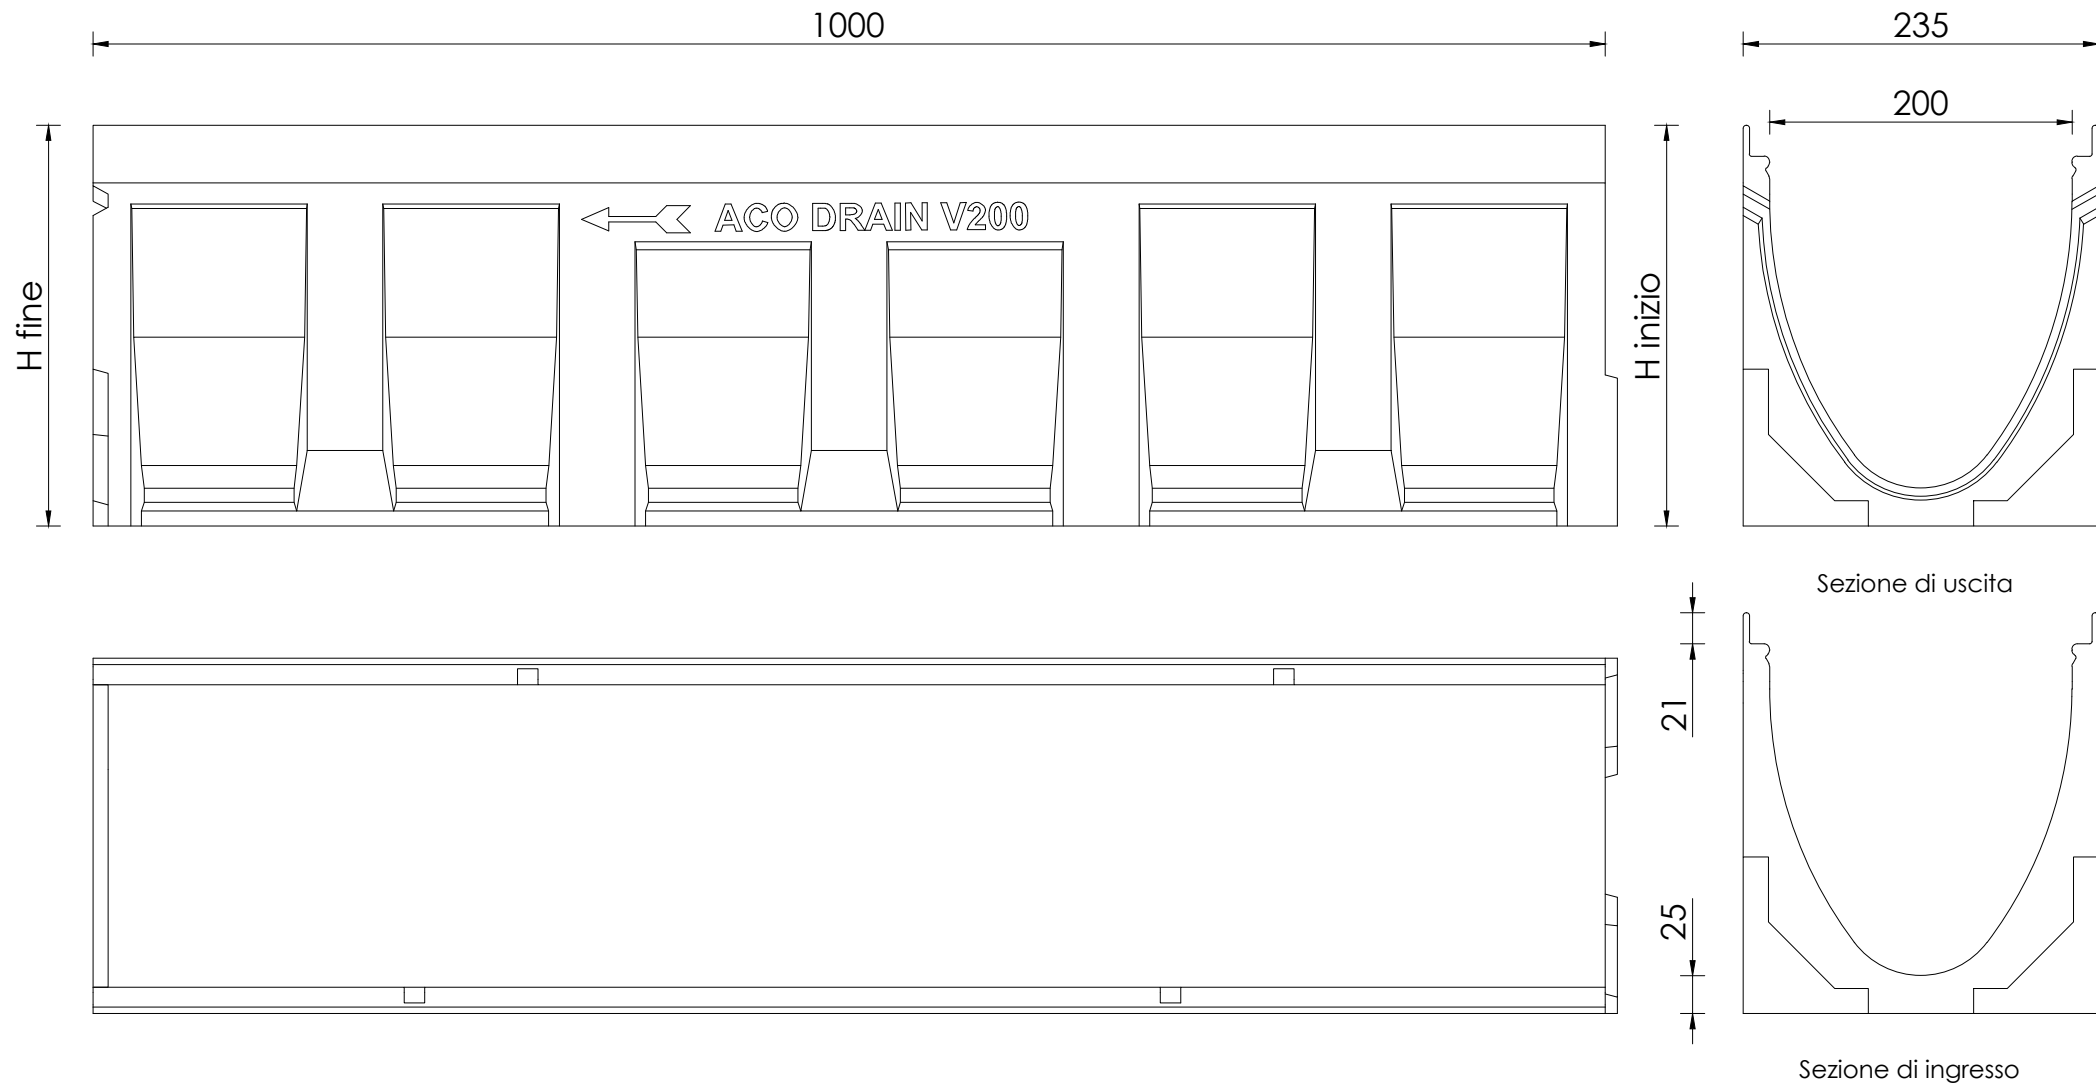 1000
235
200
H fine
ACO DRAIN V200
H inizio
Sezione di uscita
21
25
Sezione di ingresso